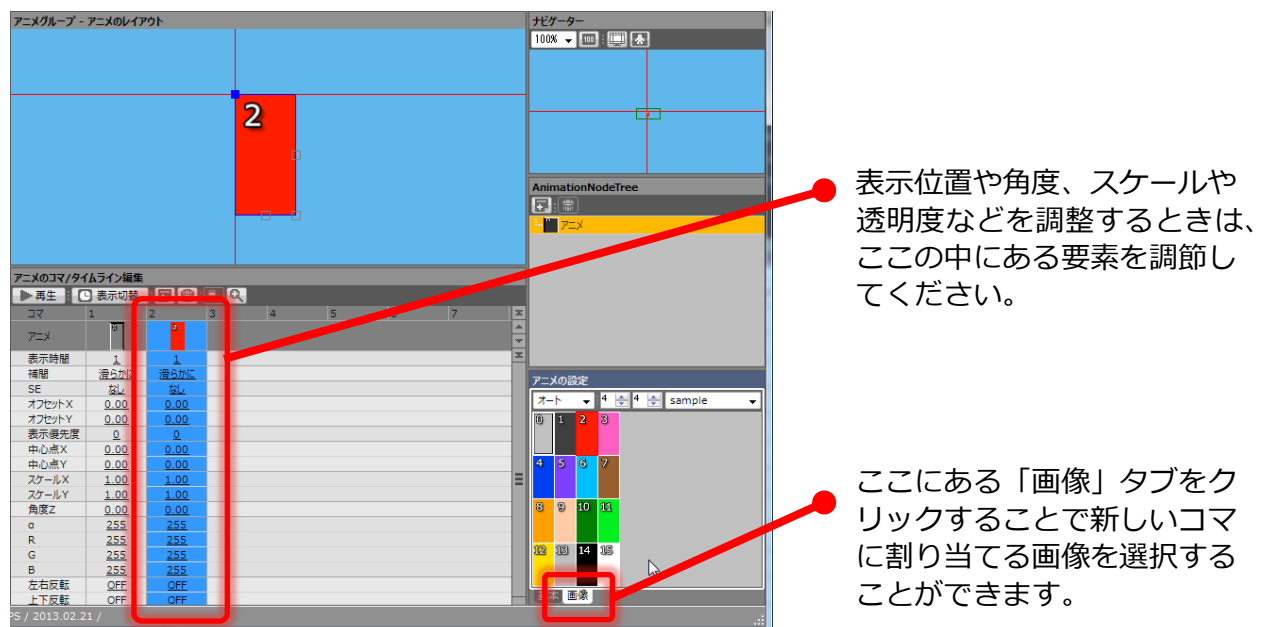 アニメグループ - アニメのレイアウト
2
ナビゲーター
100%
100
AnimationNodeTree
アニメ
表示位置や角度、スケールや
透明度などを調整するときは、
ここの中にある要素を調節し
てください。
アニメのコマ/タイムライン編集
再生 表示切替
コマ 1 2 3 4 5 6 7
アニメ
表示時間 1 1
補間 滑らかに 滑らかに
SE なし なし
オフセットX 0.00 0.00
オフセットY 0.00 0.00
表示優先度 0 0
中心点X 0.00 0.00
中心点Y 0.00 0.00
スケールX 1.00 1.00
スケールY 1.00 1.00
角度Z 0.00 0.00
α 255 255
R 255 255
G 255 255
B 255 255
左右反転 OFF OFF
上下反転 OFF OFF
PS / 2013.02.21 /
アニメの設定
オート 4 4 sample
0 1 2 3
4 5 6 7
8 9 10 11
12 13 14 15
基本 画像
ここにある「画像」タブをク
リックすることで新しいコマ
に割り当てる画像を選択する
ことができます。